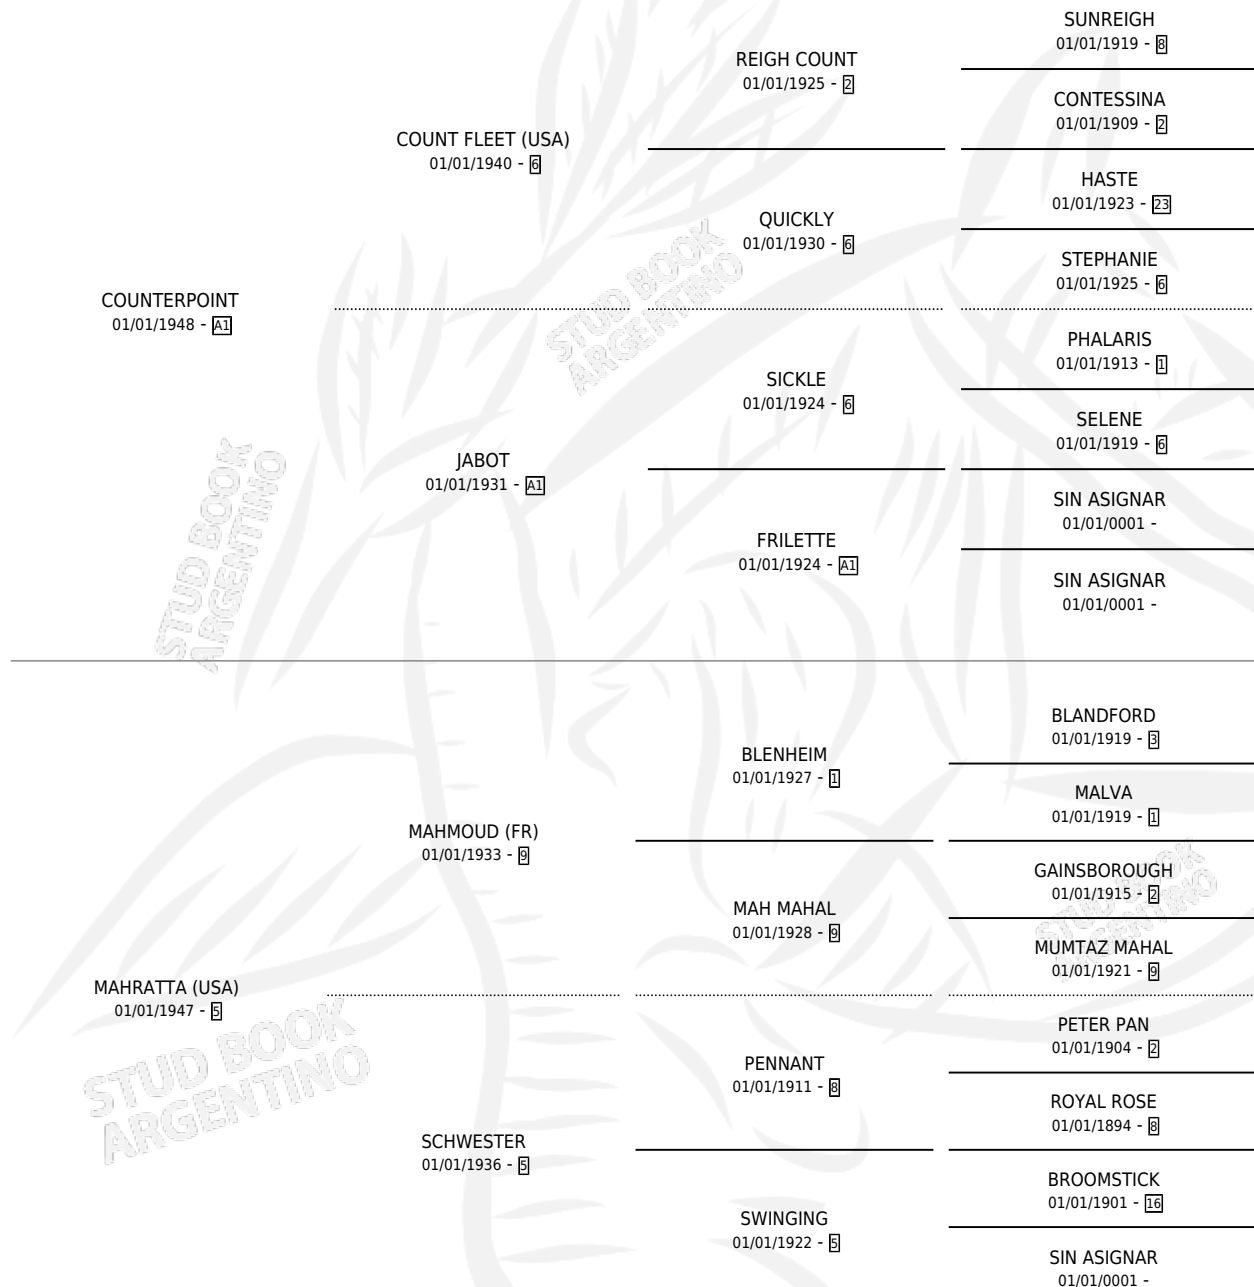 SUNREIGH
01/01/1919 - 8
REIGH COUNT
01/01/1925 - 2
CONTESSINA
01/01/1909 - 2
COUNT FLEET (USA)
01/01/1940 - 6
HASTE
01/01/1923 - 23
QUICKLY
01/01/1930 - 6
STEPHANIE
01/01/1925 - 6
COUNTERPOINT
01/01/1948 - A1
PHALARIS
01/01/1913 - 1
SICKLE
01/01/1924 - 6
SELENE
01/01/1919 - 6
JABOT
01/01/1931 - A1
SIN ASIGNAR
01/01/0001 -
FRILETTE
01/01/1924 - A1
SIN ASIGNAR
01/01/0001 -
BLANDFORD
01/01/1919 - 3
BLENHEIM
01/01/1927 - 1
MALVA
01/01/1919 - 1
MAHMOUD (FR)
01/01/1933 - 9
GAINSBOROUGH
01/01/1915 - 2
MAH MAHAL
01/01/1928 - 9
MUMTAZ MAHAL
01/01/1921 - 9
MAHRATTA (USA)
01/01/1947 - 5
PETER PAN
01/01/1904 - 2
PENNANT
01/01/1911 - 8
ROYAL ROSE
01/01/1894 - 8
SCHWESTER
01/01/1936 - 5
BROOMSTICK
01/01/1901 - 16
SWINGING
01/01/1922 - 5
SIN ASIGNAR
01/01/0001 -
STUD BOOK
ARGENTINO
STUD BOOK
ARGENTINO
STUD BOOK
ARGENTINO
STUD BOOK
ARGENTINO